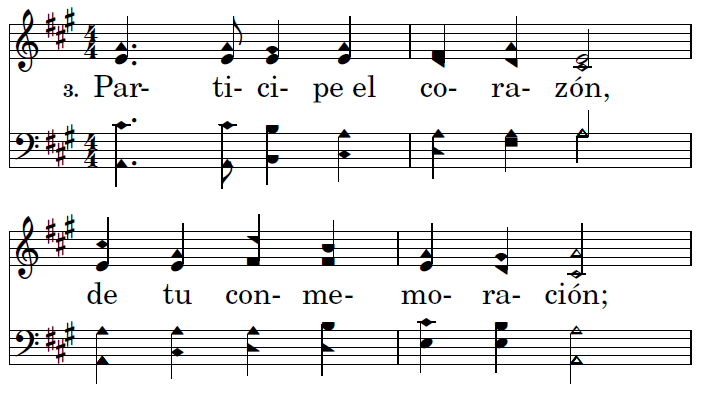 3. Par- ti- ci- pe el co- ra- zón,
de tu con- me- mo- ra- ción;